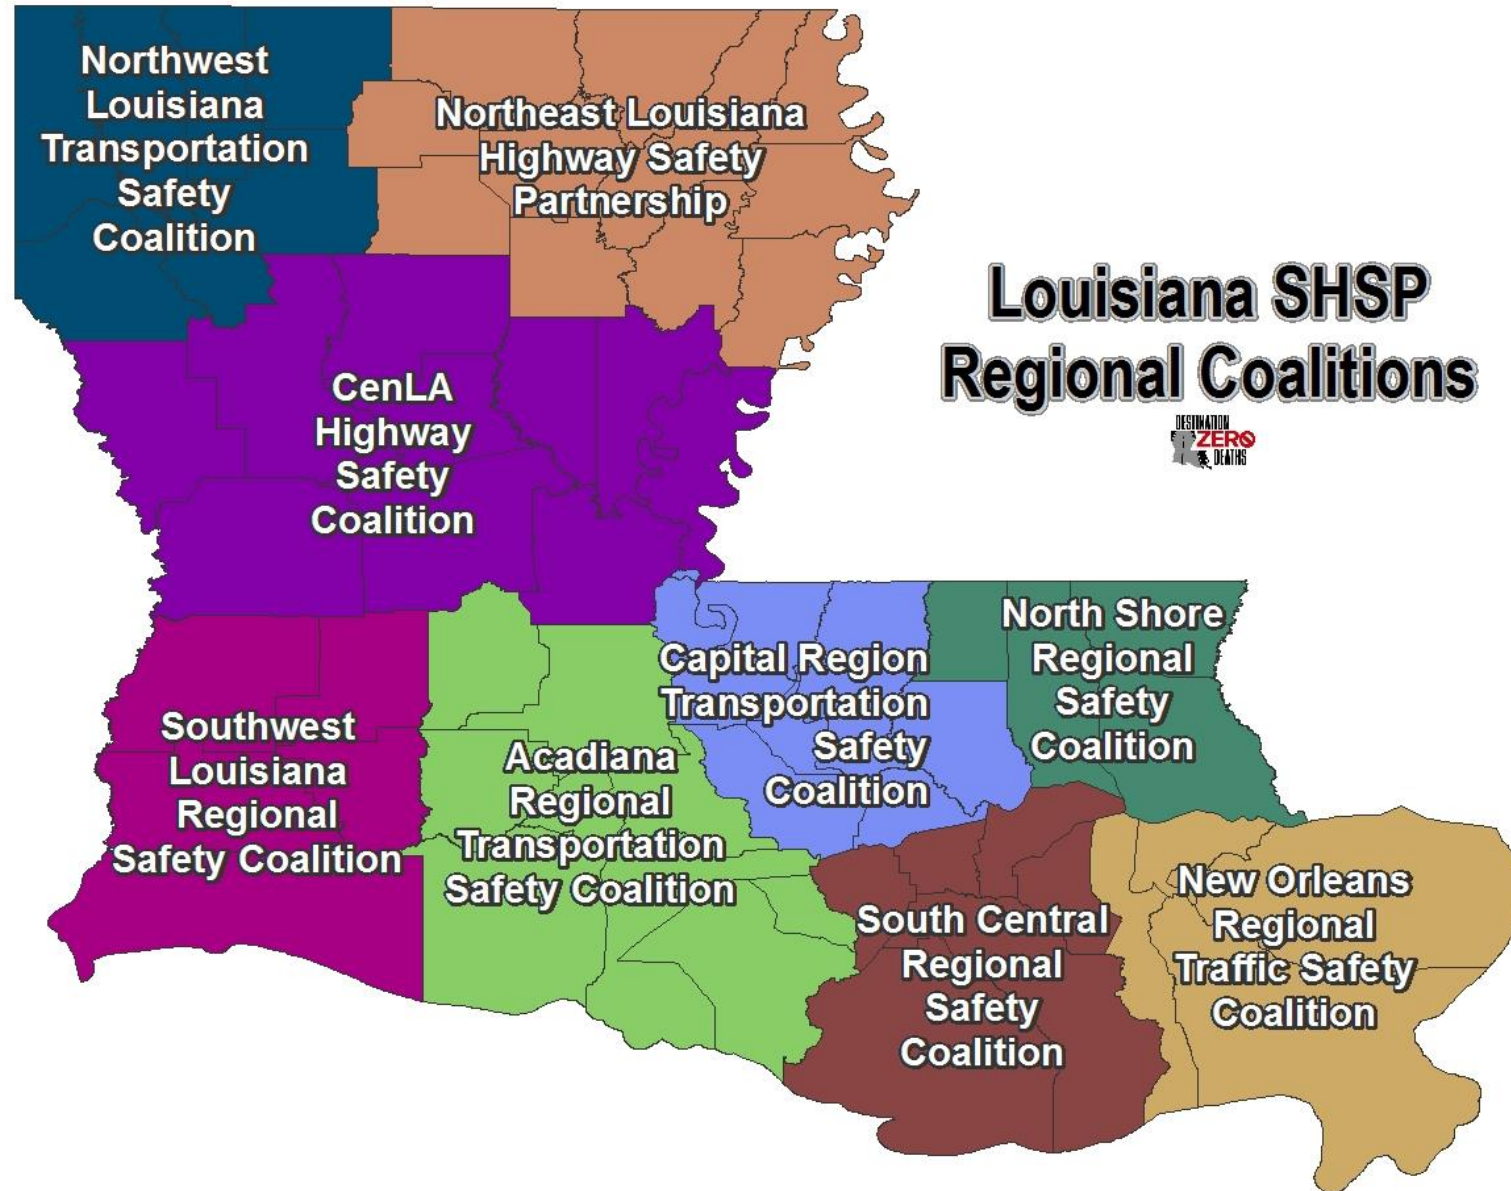 Northwest
Louisiana
Transportation
Safety
Coalition
Northeast Louisiana
Highway Safety
Partnership
Louisiana SHSP
Regional Coalitions
DESTINATION
ZERO
DEATHS
CenLA
Highway
Safety
Coalition
North Shore
Regional
Safety
Coalition
Capital Region
Transportation
Safety
Coalition
Southwest
Louisiana
Regional
Safety Coalition
Acadiana
Regional
Transportation
Safety Coalition
South Central
Regional
Safety
Coalition
New Orleans
Regional
Traffic Safety
Coalition